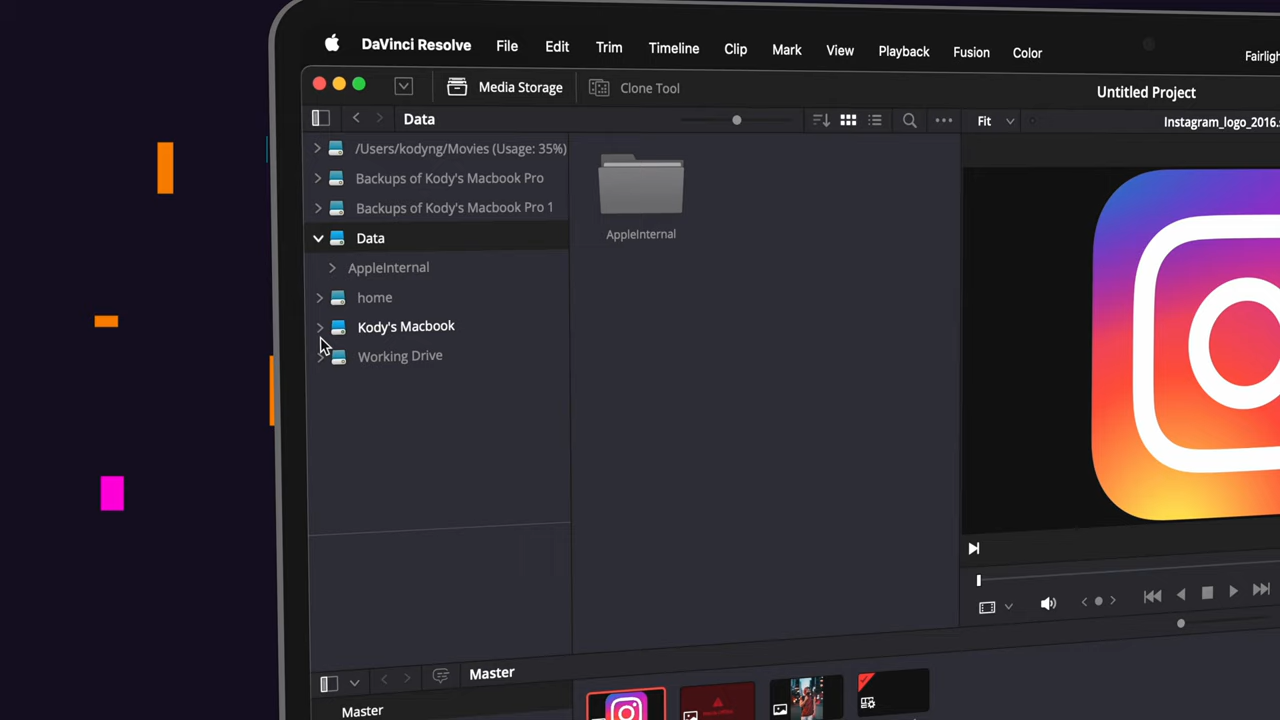 DaVinci Resolve File Edit Trim Timeline Clip Mark View Playback Fusion Color Fairligh
Media Storage Clone Tool Untitled Project
Data Fit Instagram_logo_2016.s
/Users/kodyng/Movies (Usage: 35%)
Backups of Kody's Macbook Pro
Backups of Kody's Macbook Pro 1
Data
AppleInternal
home
Kody's Macbook
Working Drive
AppleInternal
Master
Master